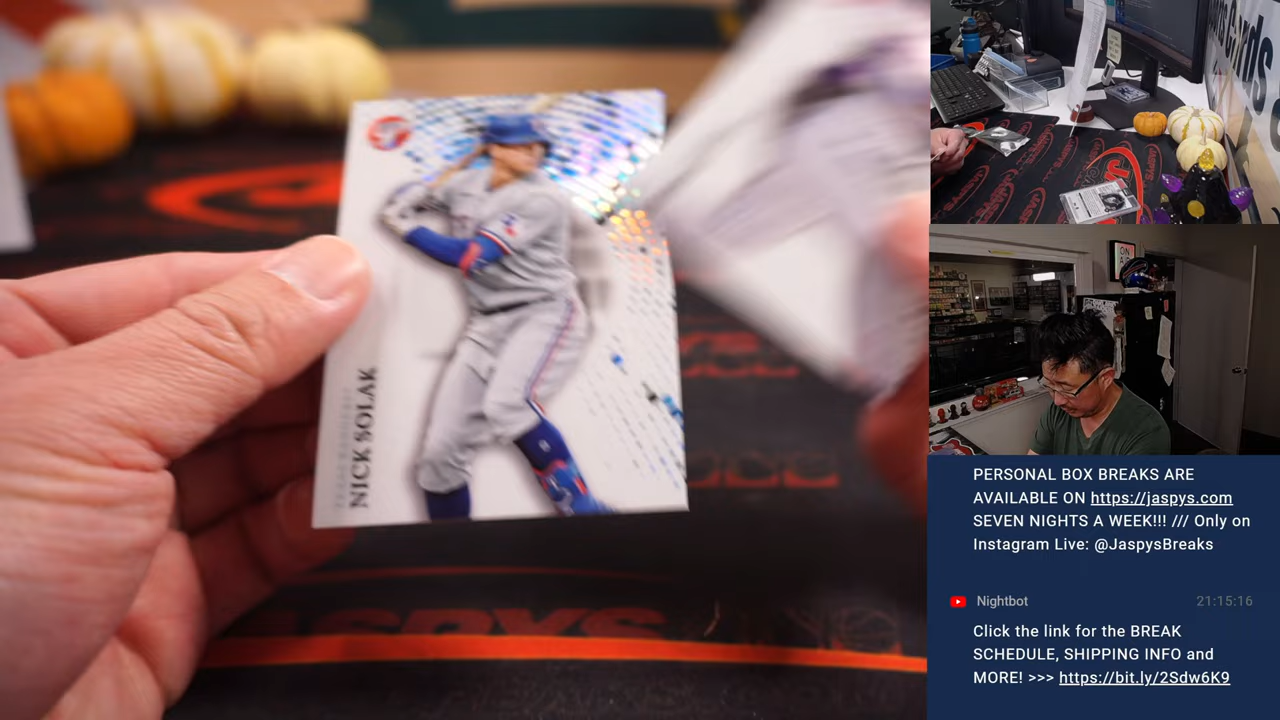 NICK SOLAK
JASPYS
PERSONAL BOX BREAKS ARE
AVAILABLE ON https://jaspys.com
SEVEN NIGHTS A WEEK!!! /// Only on
Instagram Live: @JaspysBreaks
Nightbot 21:15:16
Click the link for the BREAK
SCHEDULE, SHIPPING INFO and
MORE! >>> https://bit.ly/2Sdw6K9